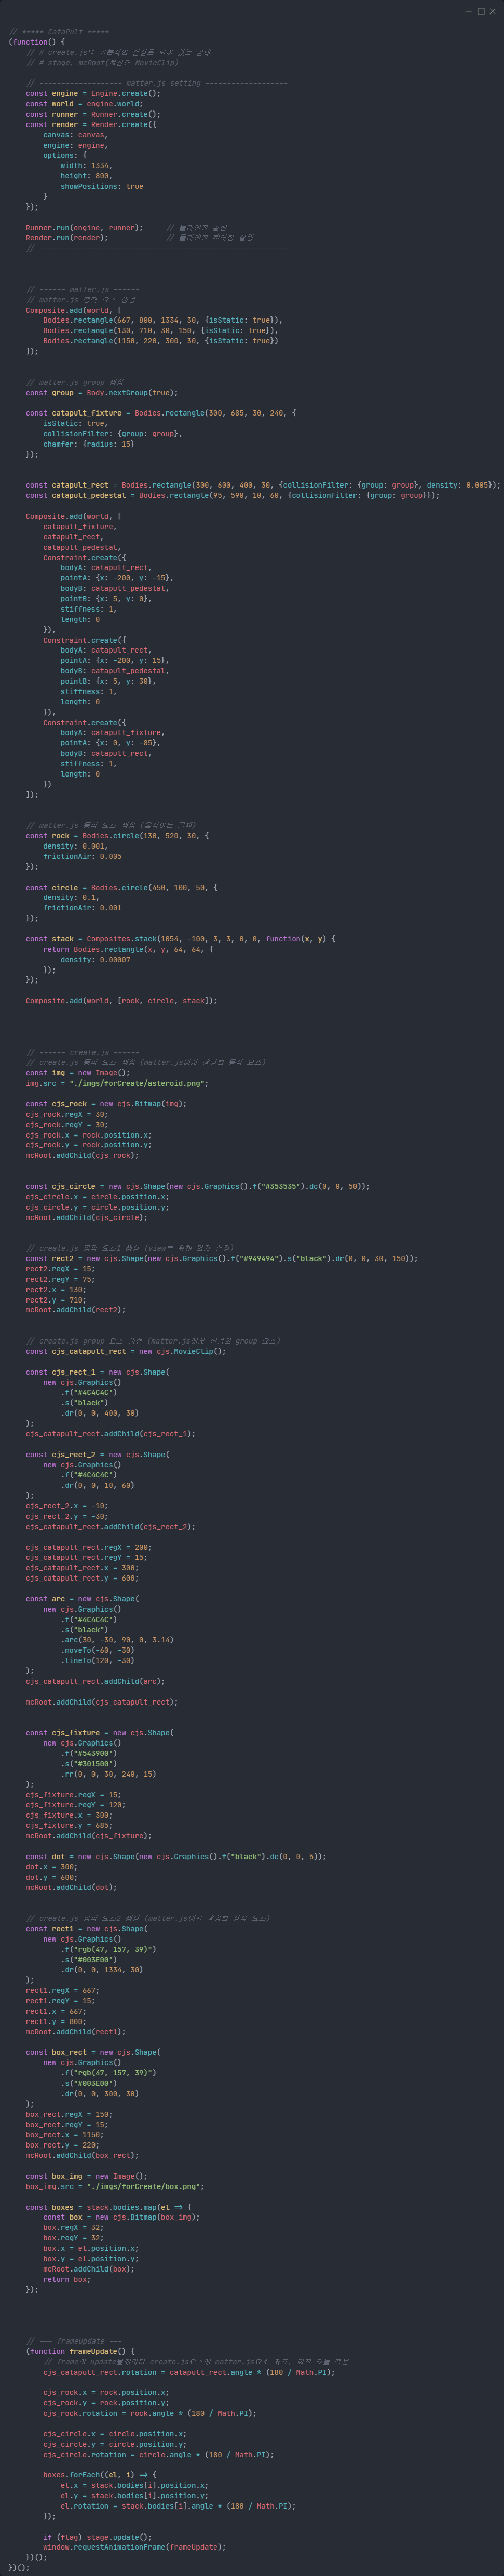 // ***** CataPult *****
(function() {
    // # create.js의 기본적인 설정은 되어 있는 상태
    // # stage, mcRoot(최상위 MovieClip)

    // ------------------- matter.js setting -------------------
    const engine = Engine.create();
    const world = engine.world;
    const runner = Runner.create();
    const render = Render.create({
        canvas: canvas,
        engine: engine,
        options: {
            width: 1334,
            height: 800,
            showPositions: true
        }
    });

    Runner.run(engine, runner);     // 물리엔진 실행
    Render.run(render);             // 물리엔진 렌더링 실행
    // ---------------------------------------------------------

    // ------ matter.js ------
    // matter.js 정적 요소 생성
    Composite.add(world, [
        Bodies.rectangle(667, 800, 1334, 30, {isStatic: true}),
        Bodies.rectangle(130, 710, 30, 150, {isStatic: true}),
        Bodies.rectangle(1150, 220, 300, 30, {isStatic: true})
    ]);

    // matter.js group 생성
    const group = Body.nextGroup(true);

    const catapult_fixture = Bodies.rectangle(300, 685, 30, 240, {
        isStatic: true,
        collisionFilter: {group: group},
        chamfer: {radius: 15}
    });

    const catapult_rect = Bodies.rectangle(300, 600, 400, 30, {collisionFilter: {group: group}, density: 0.005});
    const catapult_pedestal = Bodies.rectangle(95, 590, 10, 60, {collisionFilter: {group: group}});

    Composite.add(world, [
        catapult_fixture,
        catapult_rect,
        catapult_pedestal,
        Constraint.create({
            bodyA: catapult_rect,
            pointA: {x: -200, y: -15},
            bodyB: catapult_pedestal,
            pointB: {x: 5, y: 0},
            stiffness: 1,
            length: 0
        }),
        Constraint.create({
            bodyA: catapult_rect,
            pointA: {x: -200, y: 15},
            bodyB: catapult_pedestal,
            pointB: {x: 5, y: 30},
            stiffness: 1,
            length: 0
        }),
        Constraint.create({
            bodyA: catapult_fixture,
            pointA: {x: 0, y: -85},
            bodyB: catapult_rect,
            stiffness: 1,
            length: 0
        })
    ]);

    // matter.js 동적 요소 생성 (움직이는 물체)
    const rock = Bodies.circle(130, 520, 30, {
        density: 0.001,
        frictionAir: 0.005
    });

    const circle = Bodies.circle(450, 100, 50, {
        density: 0.1,
        frictionAir: 0.001
    });

    const stack = Composites.stack(1054, -100, 3, 3, 0, 0, function(x, y) {
        return Bodies.rectangle(x, y, 64, 64, {
            density: 0.00007
        });
    });

    Composite.add(world, [rock, circle, stack]);

    // ------ create.js ------
    // create.js 동적 요소 생성 (matter.js에서 생성한 동적 요소)
    const img = new Image();
    img.src = "./imgs/forCreate/asteroid.png";

    const cjs_rock = new cjs.Bitmap(img);
    cjs_rock.regX = 30;
    cjs_rock.regY = 30;
    cjs_rock.x = rock.position.x;
    cjs_rock.y = rock.position.y;
    mcRoot.addChild(cjs_rock);

    const cjs_circle = new cjs.Shape(new cjs.Graphics().f("#353535").dc(0, 0, 50));
    cjs_circle.x = circle.position.x;
    cjs_circle.y = circle.position.y;
    mcRoot.addChild(cjs_circle);

    // create.js 정적 요소1 생성 (view를 위해 먼저 설정)
    const rect2 = new cjs.Shape(new cjs.Graphics().f("#949494").s("black").dr(0, 0, 30, 150));
    rect2.regX = 15;
    rect2.regY = 75;
    rect2.x = 130;
    rect2.y = 710;
    mcRoot.addChild(rect2);

    // create.js group 요소 생성 (matter.js에서 생성한 group 요소)
    const cjs_catapult_rect = new cjs.MovieClip();

    const cjs_rect_1 = new cjs.Shape(
        new cjs.Graphics()
            .f("#4C4C4C")
            .s("black")
            .dr(0, 0, 400, 30)
    );
    cjs_catapult_rect.addChild(cjs_rect_1);

    const cjs_rect_2 = new cjs.Shape(
        new cjs.Graphics()
            .f("#4C4C4C")
            .dr(0, 0, 10, 60)
    );
    cjs_rect_2.x = -10;
    cjs_rect_2.y = -30;
    cjs_catapult_rect.addChild(cjs_rect_2);

    cjs_catapult_rect.regX = 200;
    cjs_catapult_rect.regY = 15;
    cjs_catapult_rect.x = 300;
    cjs_catapult_rect.y = 600;

    const arc = new cjs.Shape(
        new cjs.Graphics()
            .f("#4C4C4C")
            .s("black")
            .arc(30, -30, 90, 0, 3.14)
            .moveTo(-60, -30)
            .lineTo(120, -30)
    );
    cjs_catapult_rect.addChild(arc);

    mcRoot.addChild(cjs_catapult_rect);

    const cjs_fixture = new cjs.Shape(
        new cjs.Graphics()
            .f("#543900")
            .s("#301500")
            .rr(0, 0, 30, 240, 15)
    );
    cjs_fixture.regX = 15;
    cjs_fixture.regY = 120;
    cjs_fixture.x = 300;
    cjs_fixture.y = 685;
    mcRoot.addChild(cjs_fixture);

    const dot = new cjs.Shape(new cjs.Graphics().f("black").dc(0, 0, 5));
    dot.x = 300;
    dot.y = 600;
    mcRoot.addChild(dot);

    // create.js 정적 요소2 생성 (matter.js에서 생성한 정적 요소)
    const rect1 = new cjs.Shape(
        new cjs.Graphics()
            .f("rgb(47, 157, 39)")
            .s("#003E00")
            .dr(0, 0, 1334, 30)
    );
    rect1.regX = 667;
    rect1.regY = 15;
    rect1.x = 667;
    rect1.y = 800;
    mcRoot.addChild(rect1);

    const box_rect = new cjs.Shape(
        new cjs.Graphics()
            .f("rgb(47, 157, 39)")
            .s("#003E00")
            .dr(0, 0, 300, 30)
    );
    box_rect.regX = 150;
    box_rect.regY = 15;
    box_rect.x = 1150;
    box_rect.y = 220;
    mcRoot.addChild(box_rect);

    const box_img = new Image();
    box_img.src = "./imgs/forCreate/box.png";

    const boxes = stack.bodies.map(el => {
        const box = new cjs.Bitmap(box_img);
        box.regX = 32;
        box.regY = 32;
        box.x = el.position.x;
        box.y = el.position.y;
        mcRoot.addChild(box);
        return box;
    });

    // --- frameUpdate ---
    (function frameUpdate() {
        // frame이 update될때마다 create.js요소에 matter.js요소 좌표, 회전 값을 적용
        cjs_catapult_rect.rotation = catapult_rect.angle * (180 / Math.PI);

        cjs_rock.x = rock.position.x;
        cjs_rock.y = rock.position.y;
        cjs_rock.rotation = rock.angle * (180 / Math.PI);

        cjs_circle.x = circle.position.x;
        cjs_circle.y = circle.position.y;
        cjs_circle.rotation = circle.angle * (180 / Math.PI);

        boxes.forEach((el, i) => {
            el.x = stack.bodies[i].position.x;
            el.y = stack.bodies[i].position.y;
            el.rotation = stack.bodies[i].angle * (180 / Math.PI);
        });

        if (flag) stage.update();
        window.requestAnimationFrame(frameUpdate);
    })();
})();